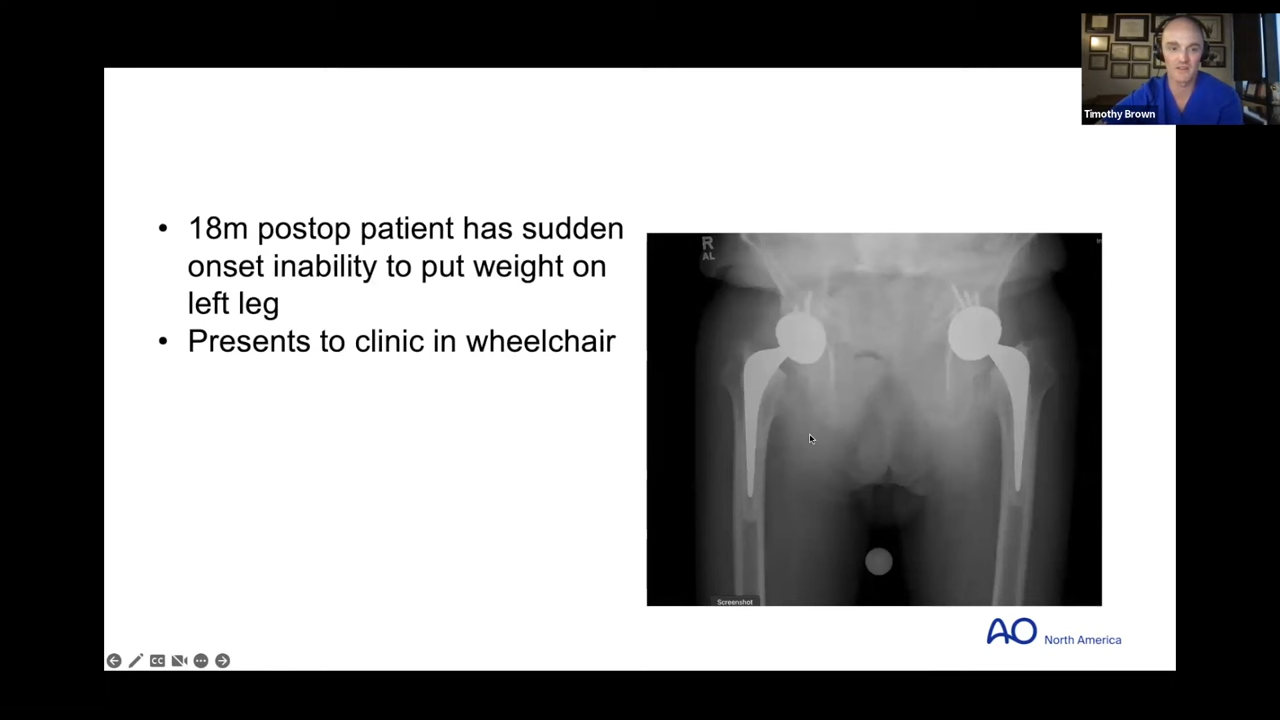 Timothy Brown
• 18m postop patient has sudden
onset inability to put weight on
left leg
• Presents to clinic in wheelchair
R
AL
Screenshot
AO North America
CC